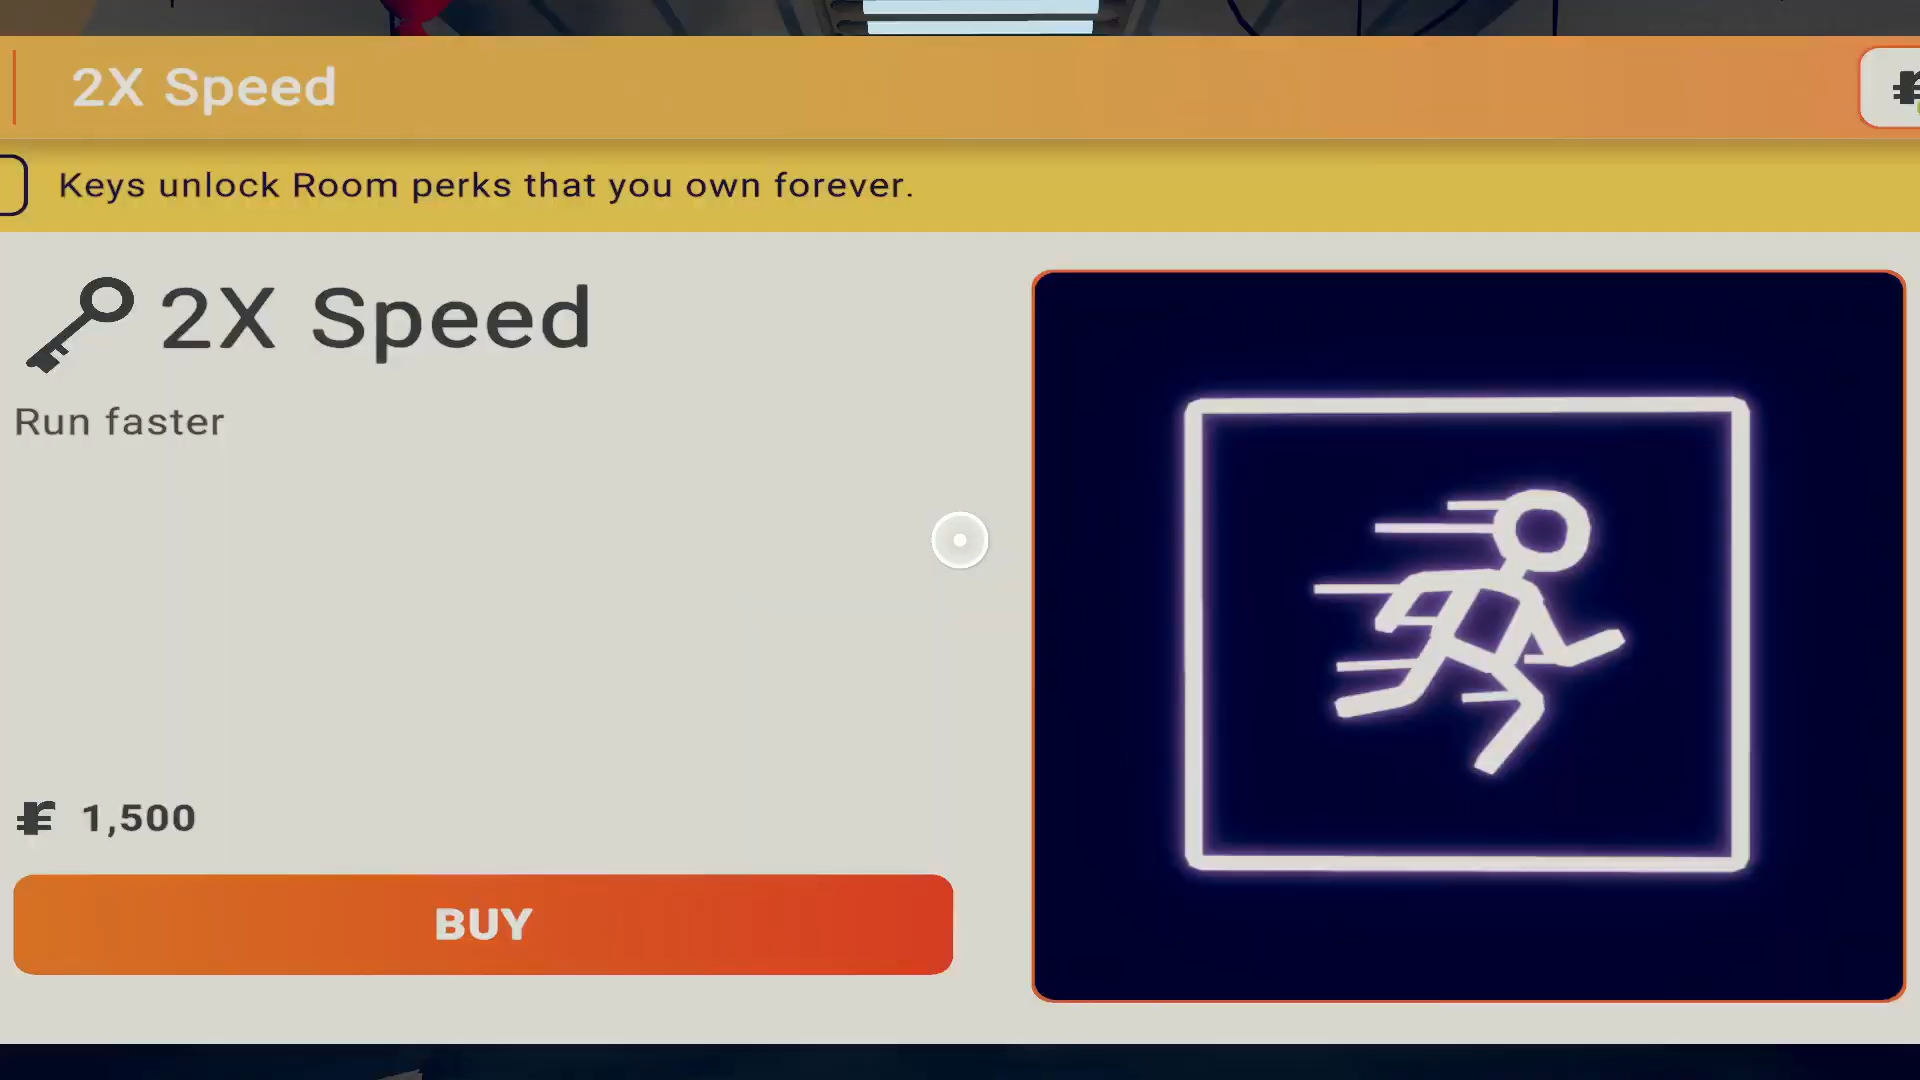 2X Speed
Keys unlock Room perks that you own forever.
2X Speed
Run faster
1,500
BUY